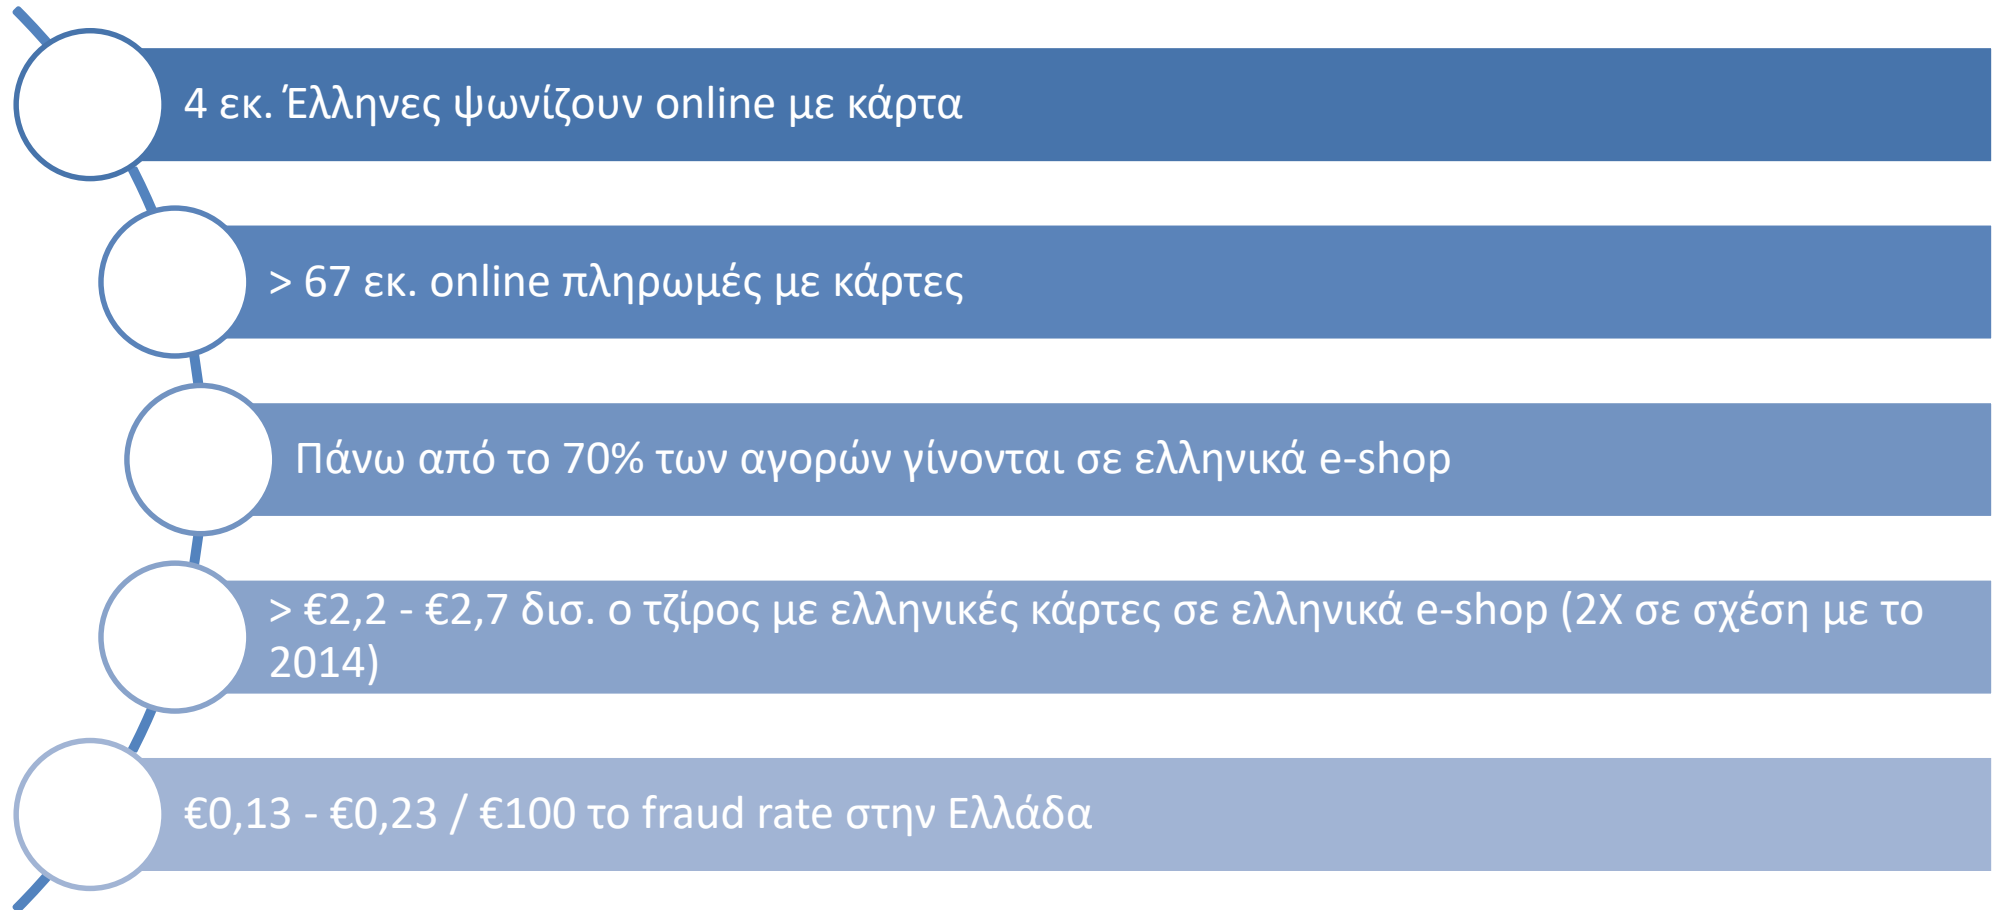 4 εκ. Έλληνες ψωνίζουν online με κάρτα
> 67 εκ. online πληρωμές με κάρτες
Πάνω από το 70% των αγορών γίνονται σε ελληνικά e-shop
> €2,2 - €2,7 δισ. ο τζίρος με ελληνικές κάρτες σε ελληνικά e-shop (2X σε σχέση με το
2014)
€0,13 - €0,23 / €100 το fraud rate στην Ελλάδα